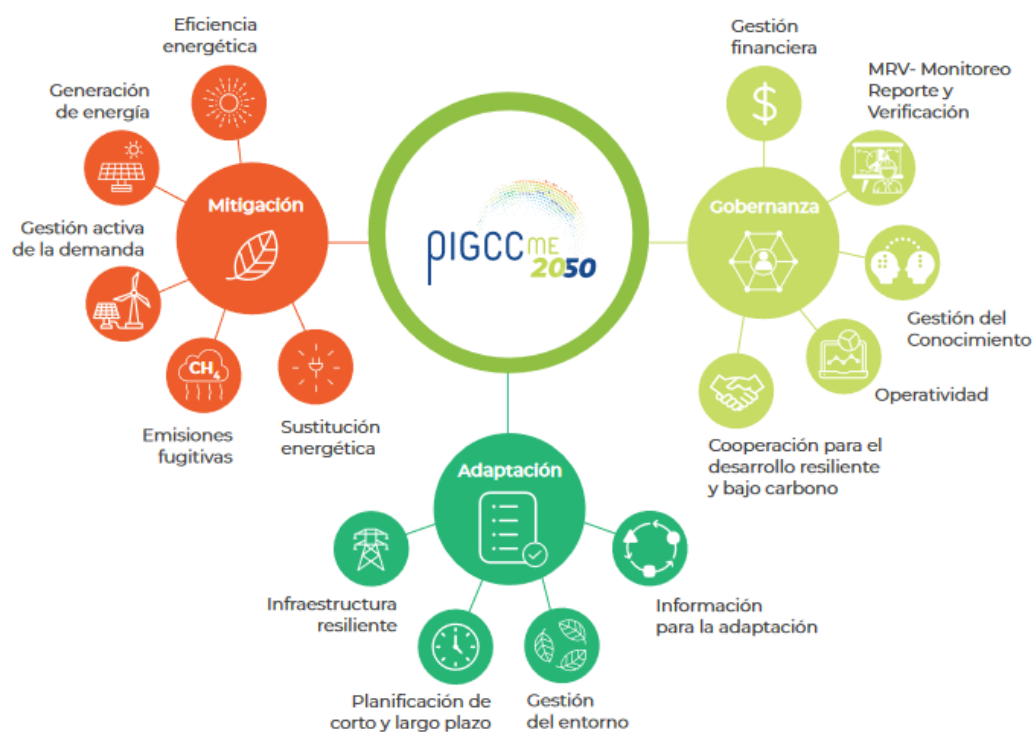 Eficiencia
energética
Generación
de energía
Gestión activa
de la demanda
Mitigación
CH4
Emisiones
fugitivas
Sustitución
energética
PIGCC ME
2050
Gestión
financiera
$
MRV- Monitoreo
Reporte y
Verificación
Gobernanza
Gestión del
Conocimiento
Operatividad
Cooperación para el
desarrollo resiliente
y bajo carbono
Adaptación
Infraestructura
resiliente
Planificación de
corto y largo plazo
Gestión
del entorno
Información
para la adaptación